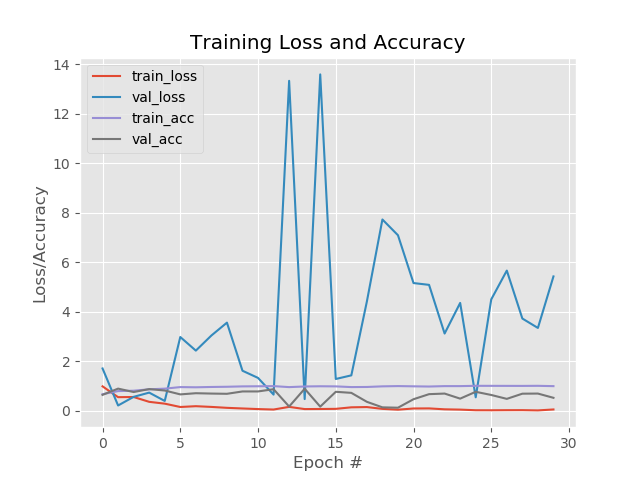 Training Loss and Accuracy
train_loss
val_loss
train_acc
val_acc
14
12
10
8
6
4
2
0
Loss/Accuracy
0 5 10 15 20 25 30
Epoch #